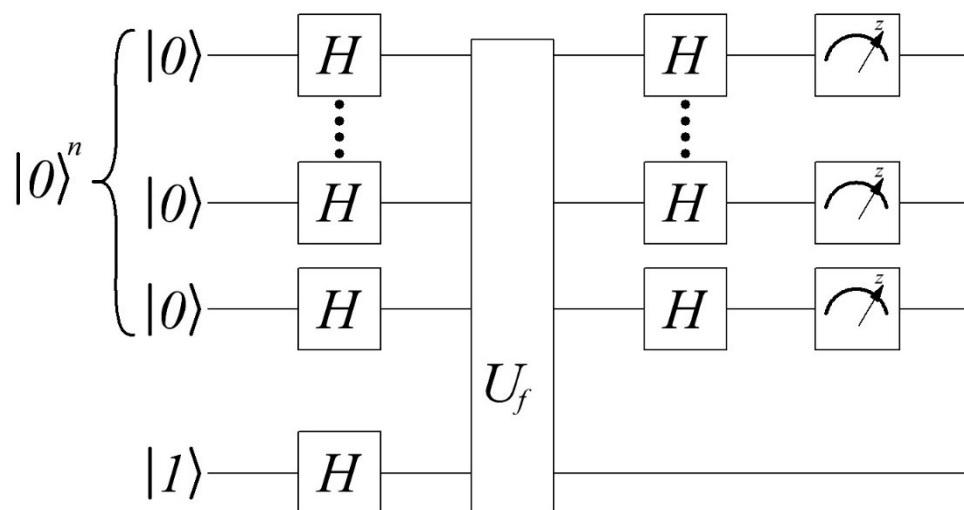 |0⟩ H H z
|0⟩ⁿ |0⟩ H H z
|0⟩ H H z
U_f
|1⟩ H